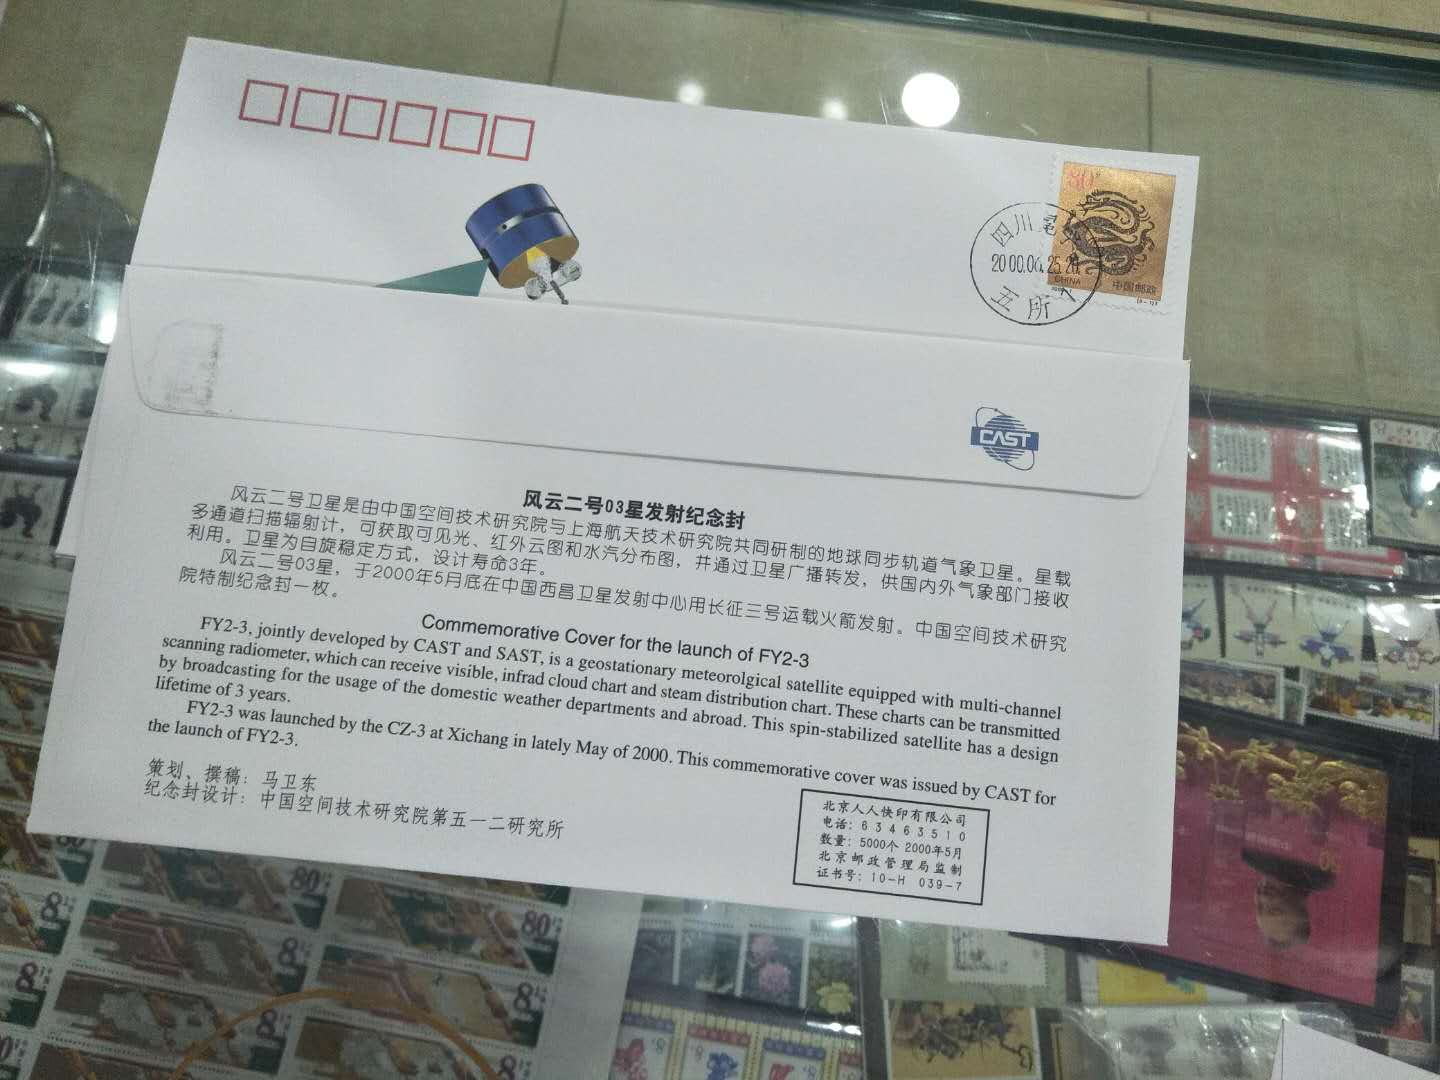 80
CHINA
中国邮政
四川
2000.06.25.20
五所
CAST
风云二号03星发射纪念封
风云二号卫星是由中国空间技术研究院与上海航天技术研究院共同研制的地球同步轨道气象卫星。星载
多通道扫描辐射计，可获取可见光、红外云图和水汽分布图，并通过卫星广播转发，供国内外气象部门接收
利用。卫星为自旋稳定方式，设计寿命3年。
风云二号03星，于2000年5月底在中国西昌卫星发射中心用长征三号运载火箭发射。中国空间技术研究
院特制纪念封一枚。
Commemorative Cover for the launch of FY2-3
FY2-3, jointly developed by CAST and SAST, is a geostationary meteorolgical satellite equipped with multi-channel
scanning radiometer, which can receive visible, infrad cloud chart and steam distribution chart. These charts can be transmitted
by broadcasting for the usage of the domestic weather departments and abroad. This spin-stabilized satellite has a design
lifetime of 3 years.
FY2-3 was launched by the CZ-3 at Xichang in lately May of 2000. This commemorative cover was issued by CAST for
the launch of FY2-3.
策划、撰稿：马卫东
纪念封设计：中国空间技术研究院第五一二研究所
北京人人快印有限公司
电话：63463510
数量：5000个 2000年5月
北京邮政管理局监制
证书号：10-H 039-7
80
8
80
8
8
80
8
8